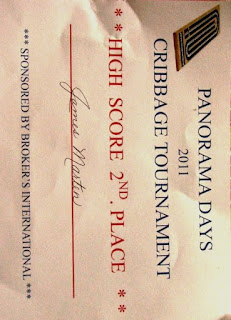 PANORAMA DAYS
2011
CRIBBAGE TOURNAMENT
* * HIGH SCORE 2ND. PLACE * *
James Martin
*** SPONSORED BY BROKER'S INTERNATIONAL ***